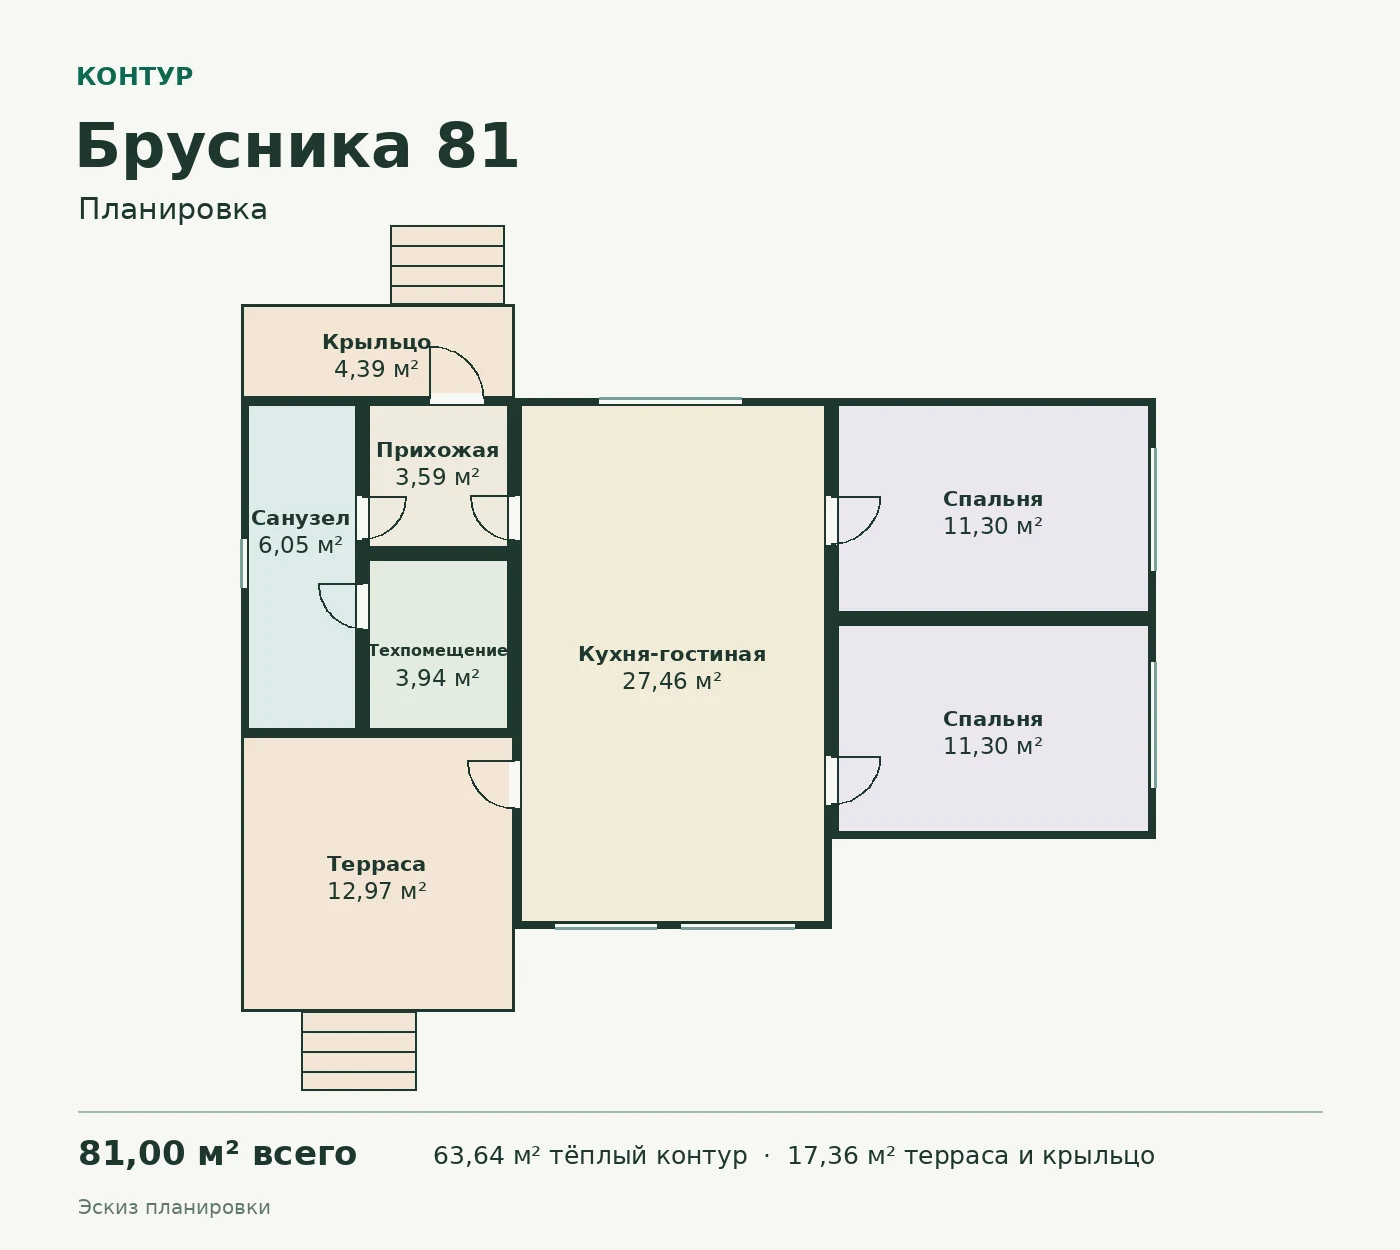 КОНТУР
Брусника 81
Планировка
Крыльцо
4,39 м²
Прихожая
3,59 м²
Санузел
6,05 м²
Спальня
11,30 м²
Техпомещение
3,94 м²
Кухня-гостиная
27,46 м²
Спальня
11,30 м²
Терраса
12,97 м²
81,00 м² всего
63,64 м² тёплый контур · 17,36 м² терраса и крыльцо
Эскиз планировки